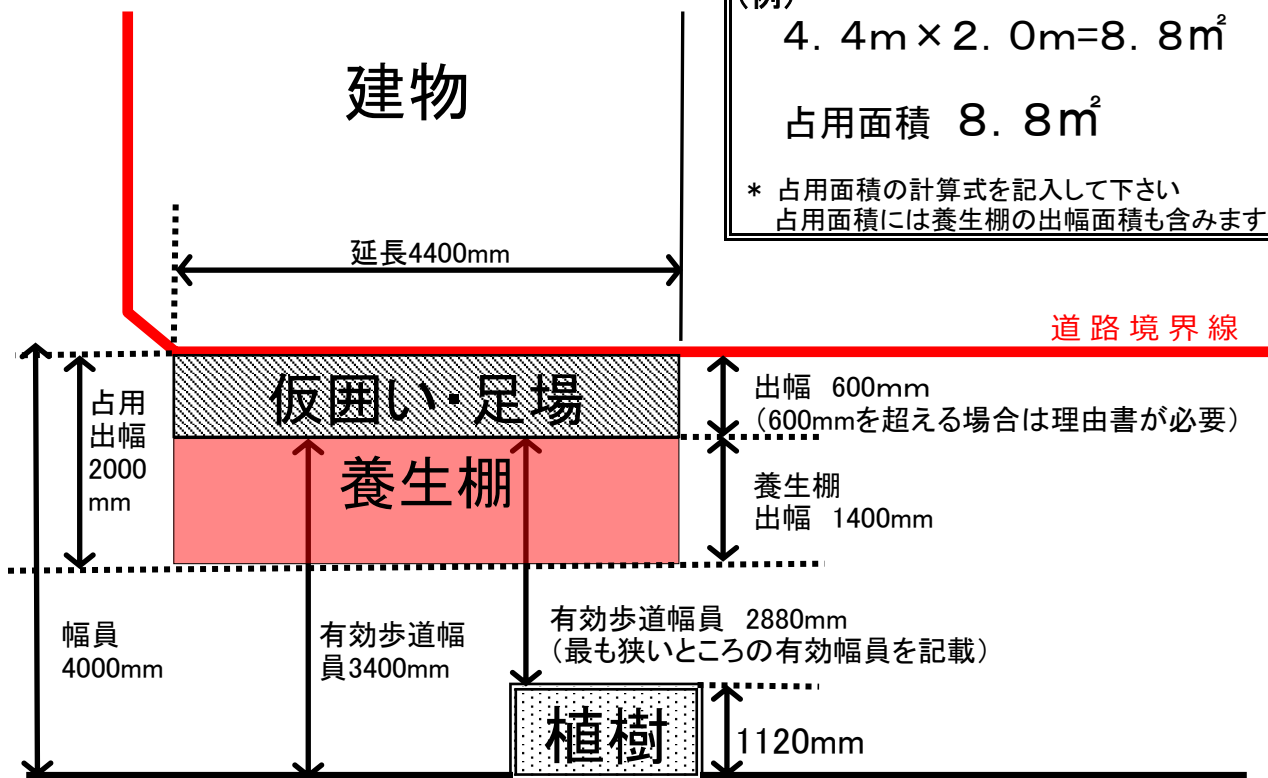 (例)
4.4m×2.0m=8.8㎡
占用面積 8.8㎡
* 占用面積の計算式を記入して下さい
占用面積には養生棚の出幅面積も含みます
建物
延長4400mm
道路境界線
仮囲い・足場
占用
出幅
2000
mm
出幅 600mm
(600mmを超える場合は理由書が必要)
養生棚
養生棚
出幅 1400mm
幅員
4000mm
有効歩道幅
員3400mm
有効歩道幅員 2880mm
(最も狭いところの有効幅員を記載)
植樹
1120mm